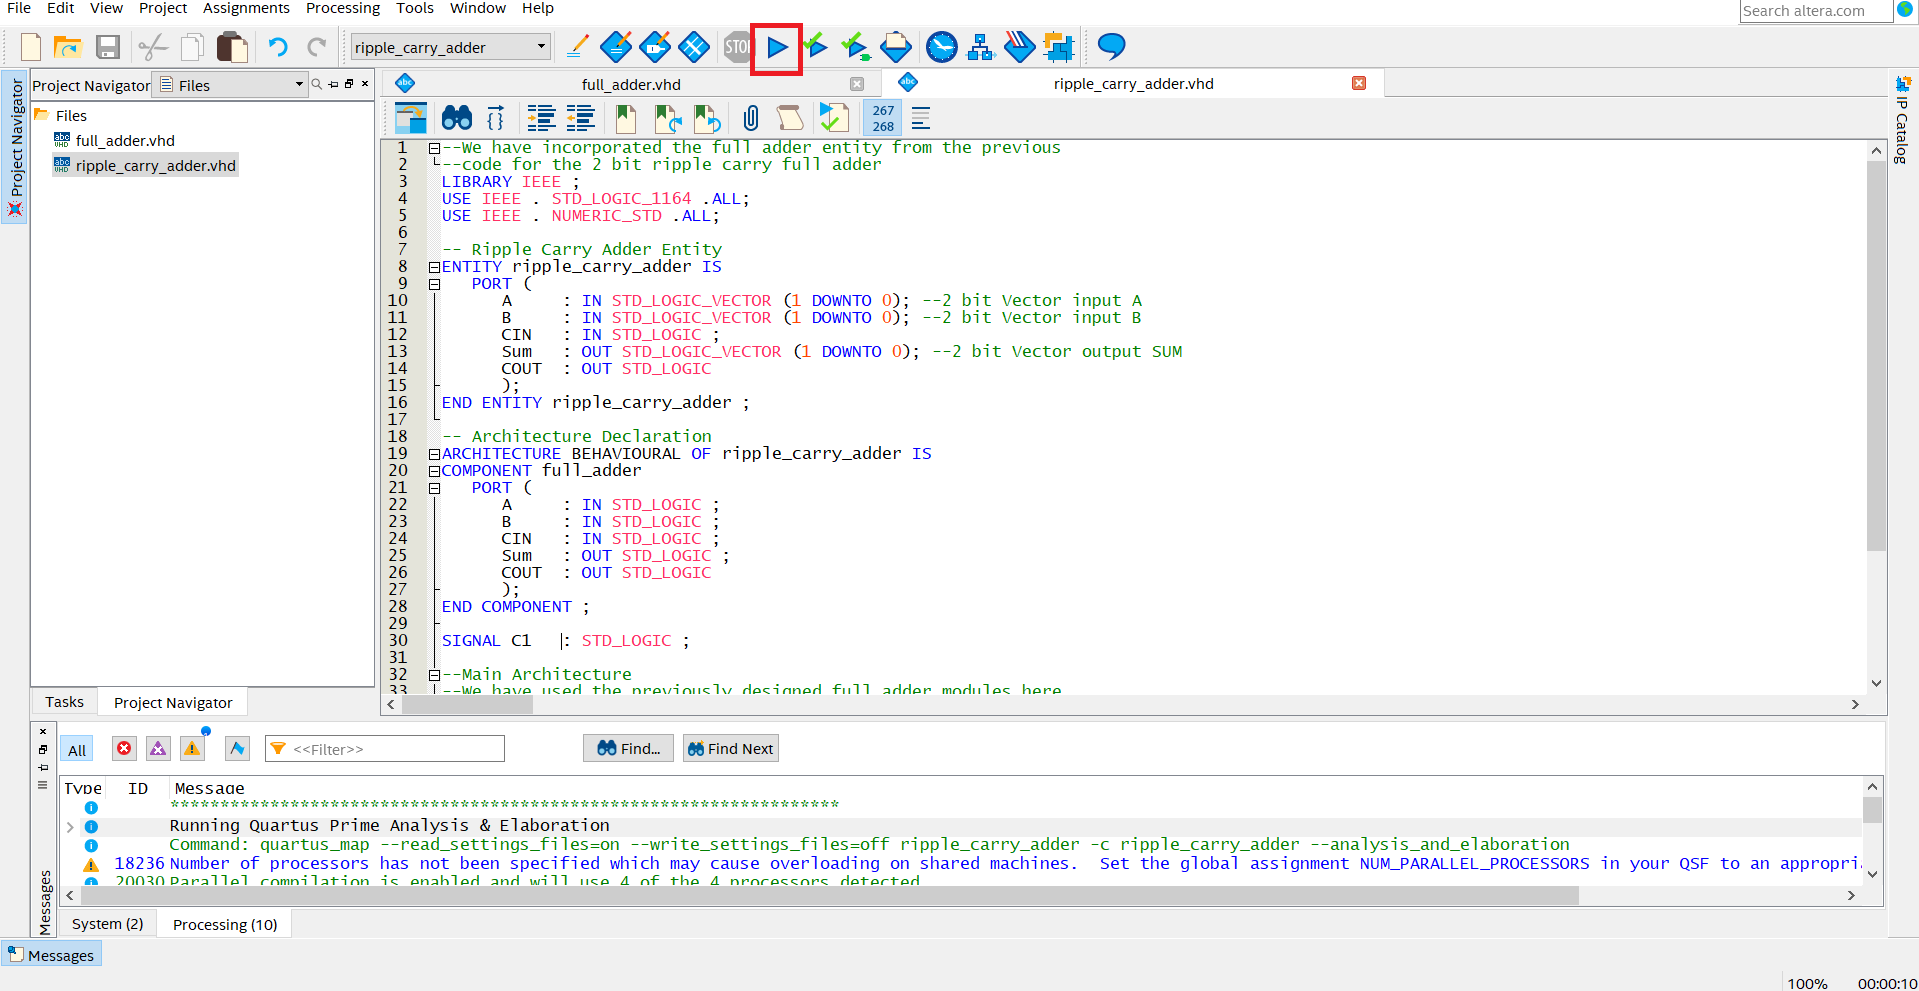 File Edit View Project Assignments Processing Tools Window Help
Search altera.com
ripple_carry_adder
STOP
Project Navigator Files
full_adder.vhd
ripple_carry_adder.vhd
Project Navigator
IP Catalog
Files
full_adder.vhd
ripple_carry_adder.vhd
267
268
1 --We have incorporated the full adder entity from the previous
2 --code for the 2 bit ripple carry full adder
3 LIBRARY IEEE ;
4 USE IEEE . STD_LOGIC_1164 .ALL;
5 USE IEEE . NUMERIC_STD .ALL;
6
7 -- Ripple Carry Adder Entity
8 ENTITY ripple_carry_adder IS
9 PORT (
10 A : IN STD_LOGIC_VECTOR (1 DOWNTO 0); --2 bit Vector input A
11 B : IN STD_LOGIC_VECTOR (1 DOWNTO 0); --2 bit Vector input B
12 CIN : IN STD_LOGIC ;
13 Sum : OUT STD_LOGIC_VECTOR (1 DOWNTO 0); --2 bit Vector output SUM
14 COUT : OUT STD_LOGIC
15 );
16 END ENTITY ripple_carry_adder ;
17
18 -- Architecture Declaration
19 ARCHITECTURE BEHAVIOURAL OF ripple_carry_adder IS
20 COMPONENT full_adder
21 PORT (
22 A : IN STD_LOGIC ;
23 B : IN STD_LOGIC ;
24 CIN : IN STD_LOGIC ;
25 Sum : OUT STD_LOGIC ;
26 COUT : OUT STD_LOGIC
27 );
28 END COMPONENT ;
29
30 SIGNAL C1 : STD_LOGIC ;
31
32 --Main Architecture
33 --We have used the previously designed full adder modules here
Tasks Project Navigator
All <<Filter>> Find... Find Next
Type ID Message
*******************************************************************
Running Quartus Prime Analysis & Elaboration
Command: quartus_map --read_settings_files=on --write_settings_files=off ripple_carry_adder -c ripple_carry_adder --analysis_and_elaboration
18236 Number of processors has not been specified which may cause overloading on shared machines. Set the global assignment NUM_PARALLEL_PROCESSORS in your QSF to an appropria
20030 Parallel compilation is enabled and will use 4 of the 4 processors detected
Messages
System (2) Processing (10)
Messages
100% 00:00:10